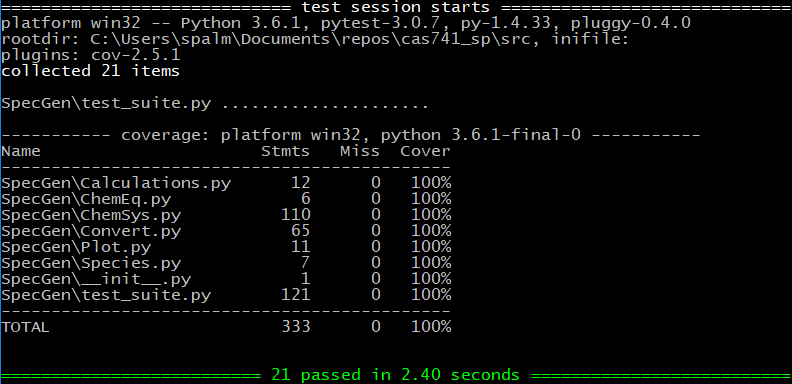 ============================= test session starts =============================
platform win32 -- Python 3.6.1, pytest-3.0.7, py-1.4.33, pluggy-0.4.0
rootdir: C:\Users\spalm\Documents\repos\cas741_sp\src, inifile:
plugins: cov-2.5.1
collected 21 items
SpecGen\test_suite.py .....................
----------- coverage: platform win32, python 3.6.1-final-0 -----------
Name                       Stmts   Miss  Cover
---------------------------------------------
SpecGen\Calculations.py      12      0   100%
SpecGen\ChemEq.py             6      0   100%
SpecGen\ChemSys.py          110      0   100%
SpecGen\Convert.py           65      0   100%
SpecGen\Plot.py              11      0   100%
SpecGen\Species.py            7      0   100%
SpecGen\__init__.py           1      0   100%
SpecGen\test_suite.py       121      0   100%
---------------------------------------------
TOTAL                       333      0   100%
========================== 21 passed in 2.40 seconds ==========================